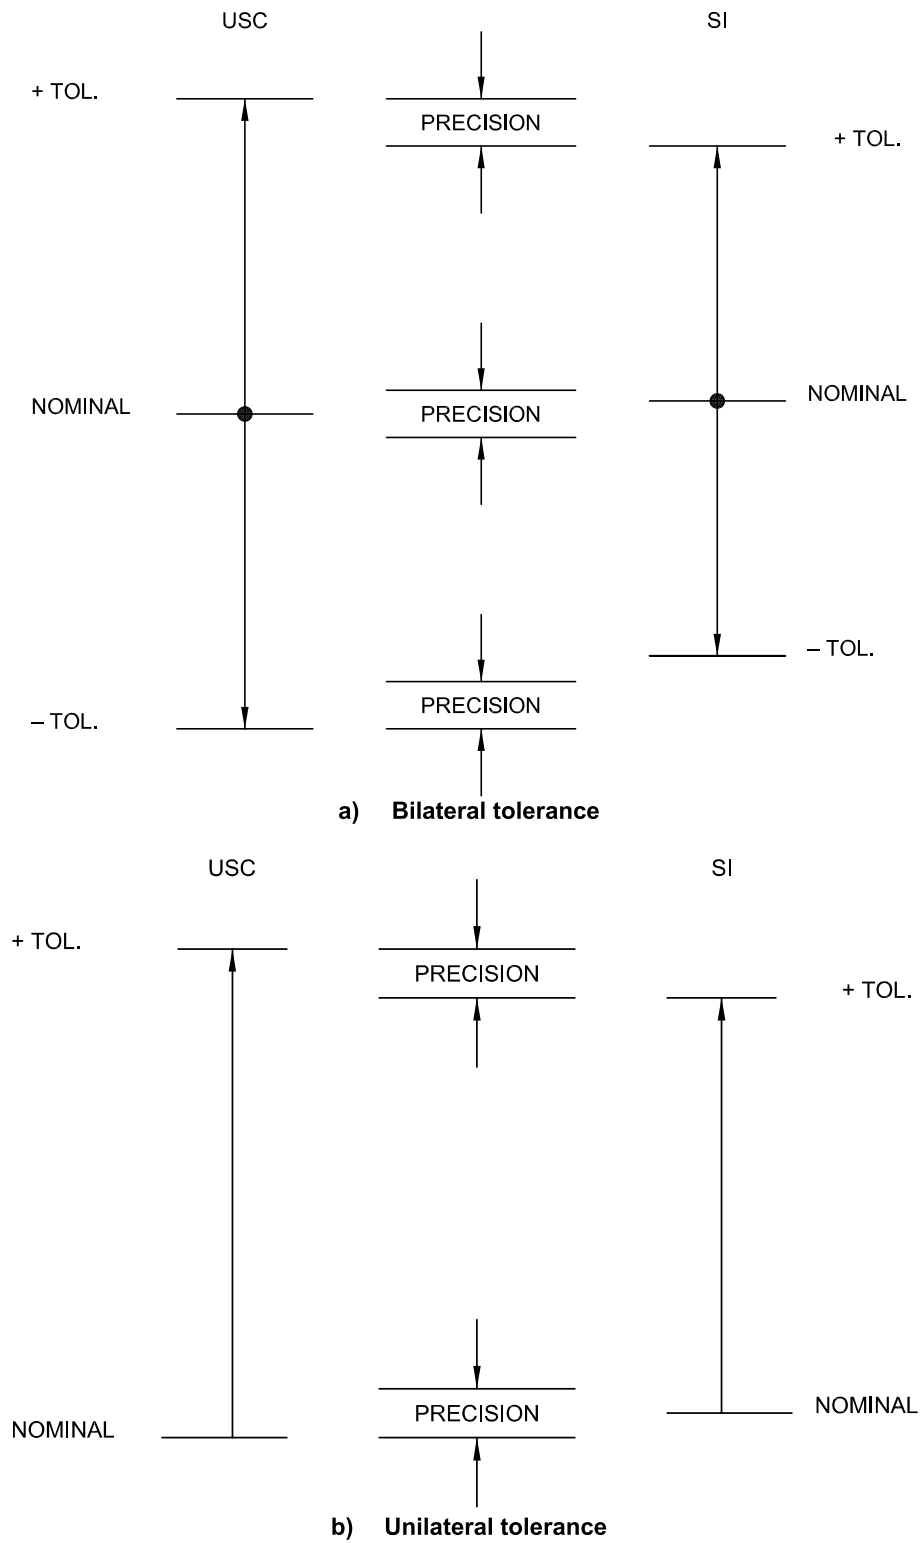 USC SI
+ TOL.
PRECISION
+ TOL.
NOMINAL
PRECISION
NOMINAL
– TOL.
PRECISION
– TOL.
a) Bilateral tolerance
USC SI
+ TOL.
PRECISION
+ TOL.
PRECISION
NOMINAL
NOMINAL
b) Unilateral tolerance